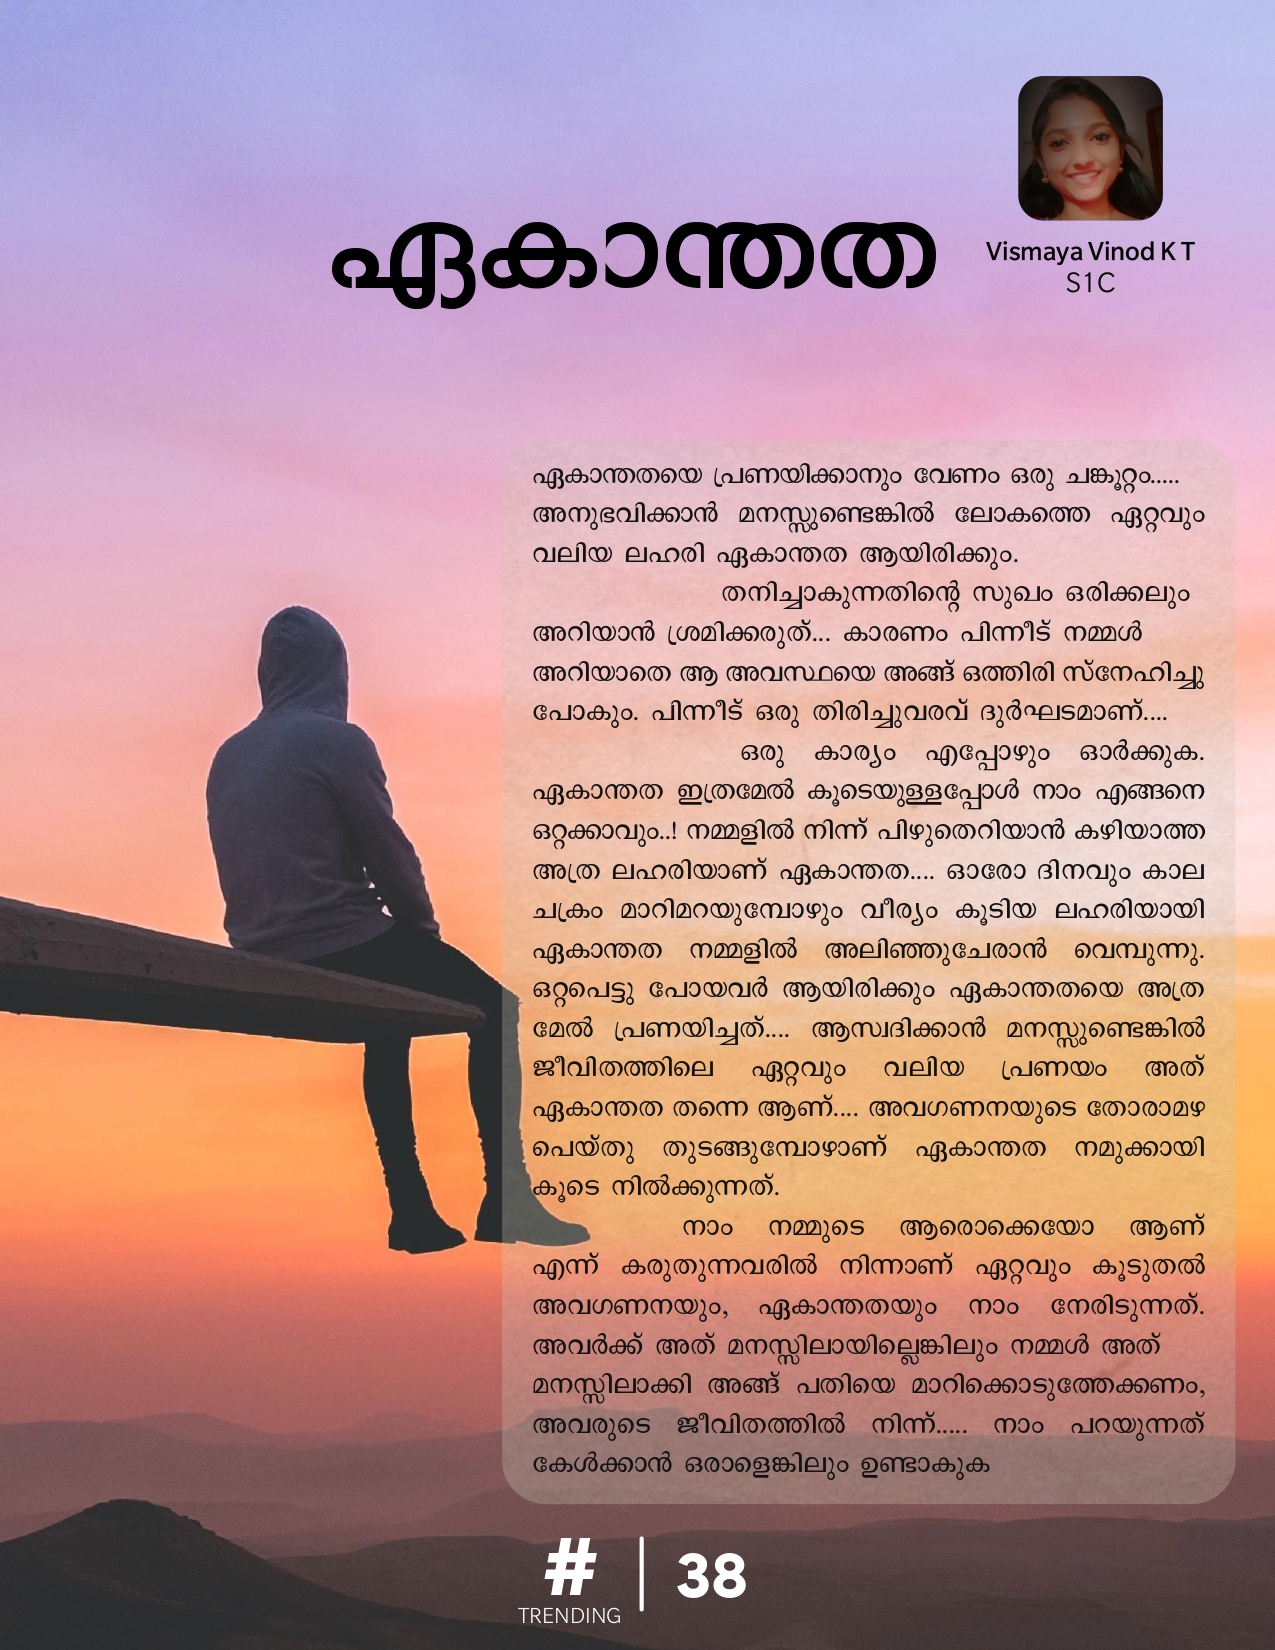 Vismaya Vinod K T
S1C
ഏകാന്തത
ഏകാന്തതയെ പ്രണയിക്കാനും വേണം ഒരു ചങ്കൂറ്റം.....
അനുഭവിക്കാൻ മനസ്സുണ്ടെങ്കിൽ ലോകത്തെ ഏറ്റവും
വലിയ ലഹരി ഏകാന്തത ആയിരിക്കും.
തനിച്ചാകുന്നതിന്റെ സുഖം ഒരിക്കലും
അറിയാൻ ശ്രമിക്കരുത്... കാരണം പിന്നീട് നമ്മൾ
അറിയാതെ ആ അവസ്ഥയെ അങ്ങ് ഒത്തിരി സ്നേഹിച്ചു
പോകും. പിന്നീട് ഒരു തിരിച്ചുവരവ് ദുർഘടമാണ്....
ഒരു കാര്യം എപ്പോഴും ഓർക്കുക.
ഏകാന്തത ഇത്രമേൽ കൂടെയുള്ളപ്പോൾ നാം എങ്ങനെ
ഒറ്റക്കാവും..! നമ്മളിൽ നിന്ന് പിഴുതെറിയാൻ കഴിയാത്ത
അത്ര ലഹരിയാണ് ഏകാന്തത.... ഓരോ ദിനവും കാല
ചക്രം മാറിമറയുമ്പോഴും വീര്യം കൂടിയ ലഹരിയായി
ഏകാന്തത നമ്മളിൽ അലിഞ്ഞുചേരാൻ വെമ്പുന്നു.
ഒറ്റപെട്ടു പോയവർ ആയിരിക്കും ഏകാന്തതയെ അത്ര
മേൽ പ്രണയിച്ചത്.... ആസ്വദിക്കാൻ മനസ്സുണ്ടെങ്കിൽ
ജീവിതത്തിലെ ഏറ്റവും വലിയ പ്രണയം അത്
ഏകാന്തത തന്നെ ആണ്.... അവഗണനയുടെ തോരാമഴ
പെയ്തു തുടങ്ങുമ്പോഴാണ് ഏകാന്തത നമുക്കായി
കൂടെ നിൽക്കുന്നത്.
നാം നമ്മുടെ ആരൊക്കെയോ ആണ്
എന്ന് കരുതുന്നവരിൽ നിന്നാണ് ഏറ്റവും കൂടുതൽ
അവഗണനയും, ഏകാന്തതയും നാം നേരിടുന്നത്.
അവർക്ക് അത് മനസ്സിലായില്ലെങ്കിലും നമ്മൾ അത്
മനസ്സിലാക്കി അങ്ങ് പതിയെ മാറിക്കൊടുത്തേക്കണം,
അവരുടെ ജീവിതത്തിൽ നിന്ന്..... നാം പറയുന്നത്
കേൾക്കാൻ ഒരാളെങ്കിലും ഉണ്ടാകുക
#
TRENDING
38